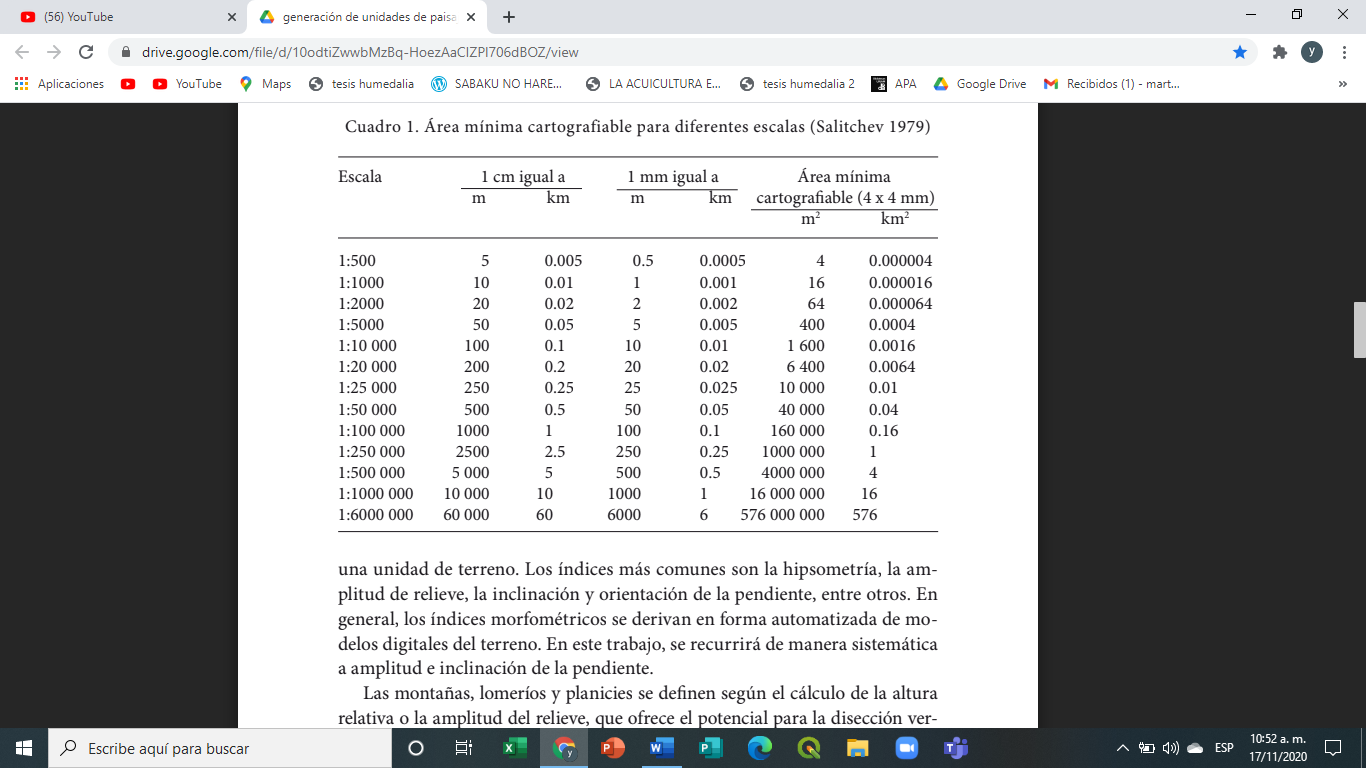 (56) YouTube
generación de unidades de paisa
drive.google.com/file/d/10odtiZwwbMzBq-HoezAaCIZPl706dBOZ/view
y
Aplicaciones YouTube Maps tesis humedalia SABAKU NO HARE... LA ACUICULTURA E... tesis humedalia 2 APA Google Drive Recibidos (1) - mart... »
Cuadro 1. Área mínima cartografiable para diferentes escalas (Salitchev 1979)
Escala 1 cm igual a 1 mm igual a Área mínima
m km m km cartografiable (4 x 4 mm)
m² km²
1:500 5 0.005 0.5 0.0005 4 0.000004
1:1000 10 0.01 1 0.001 16 0.000016
1:2000 20 0.02 2 0.002 64 0.000064
1:5000 50 0.05 5 0.005 400 0.0004
1:10 000 100 0.1 10 0.01 1 600 0.0016
1:20 000 200 0.2 20 0.02 6 400 0.0064
1:25 000 250 0.25 25 0.025 10 000 0.01
1:50 000 500 0.5 50 0.05 40 000 0.04
1:100 000 1000 1 100 0.1 160 000 0.16
1:250 000 2500 2.5 250 0.25 1000 000 1
1:500 000 5 000 5 500 0.5 4000 000 4
1:1000 000 10 000 10 1000 1 16 000 000 16
1:6000 000 60 000 60 6000 6 576 000 000 576
una unidad de terreno. Los índices más comunes son la hipsometría, la am-
plitud de relieve, la inclinación y orientación de la pendiente, entre otros. En
general, los índices morfométricos se derivan en forma automatizada de mo-
delos digitales del terreno. En este trabajo, se recurrirá de manera sistemática
a amplitud e inclinación de la pendiente.
Las montañas, lomeríos y planicies se definen según el cálculo de la altura
relativa o la amplitud del relieve, que ofrece el potencial para la disección ver-
Escribe aquí para buscar
ESP
10:52 a. m.
17/11/2020